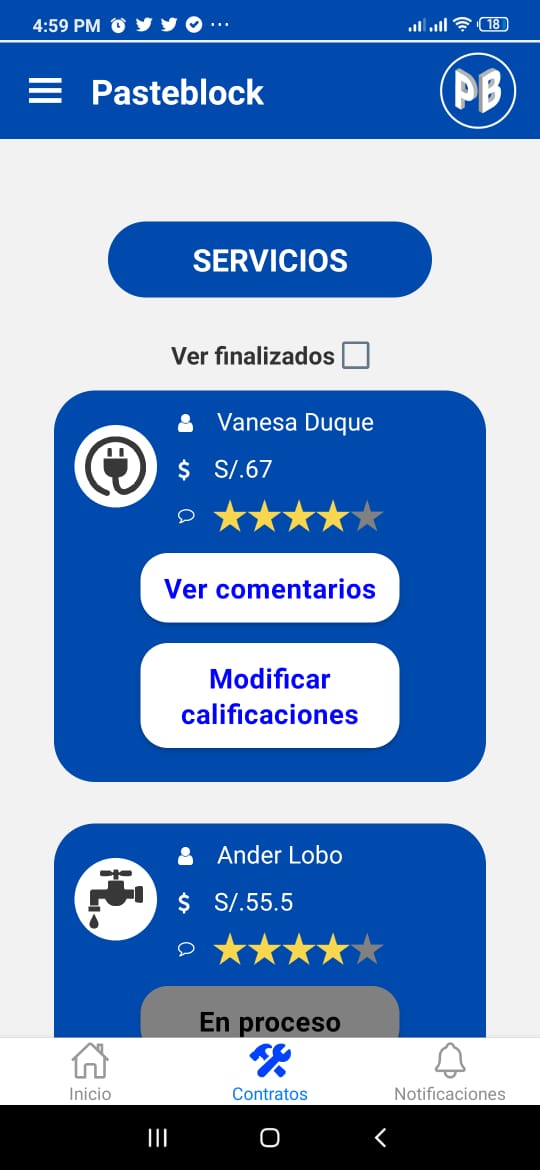 4:59 PM 18
Pasteblock PB
SERVICIOS
Ver finalizados
Vanesa Duque
$ S/.67
Ver comentarios
Modificar
calificaciones
Ander Lobo
$ S/.55.5
En proceso
Inicio Contratos Notificaciones